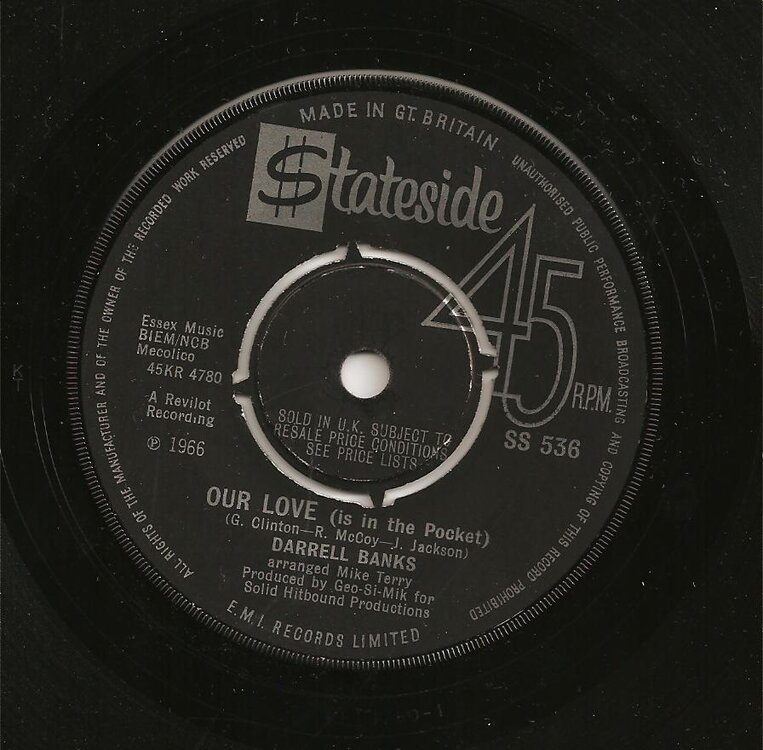 MADE IN GT. BRITAIN
UNAUTHORISED PUBLIC PERFORMANCE BROADCASTING AND COPYING OF THIS RECORD PROHIBITED
ALL RIGHTS OF THE MANUFACTURER AND OF THE OWNER OF THE RECORDED WORK RESERVED
$tateside
45
R.P.M.
SS 536
Essex Music
BIEM/NCB
Mecolico
45KR 4780
A Revilot
Recording
℗ 1966
SOLD IN U.K. SUBJECT TO
RESALE PRICE CONDITIONS
SEE PRICE LISTS
OUR LOVE (is in the Pocket)
(G. Clinton—R. McCoy—J. Jackson)
DARRELL BANKS
arranged Mike Terry
Produced by Geo-Si-Mik for
Solid Hitbound Productions
E.M.I. RECORDS LIMITED